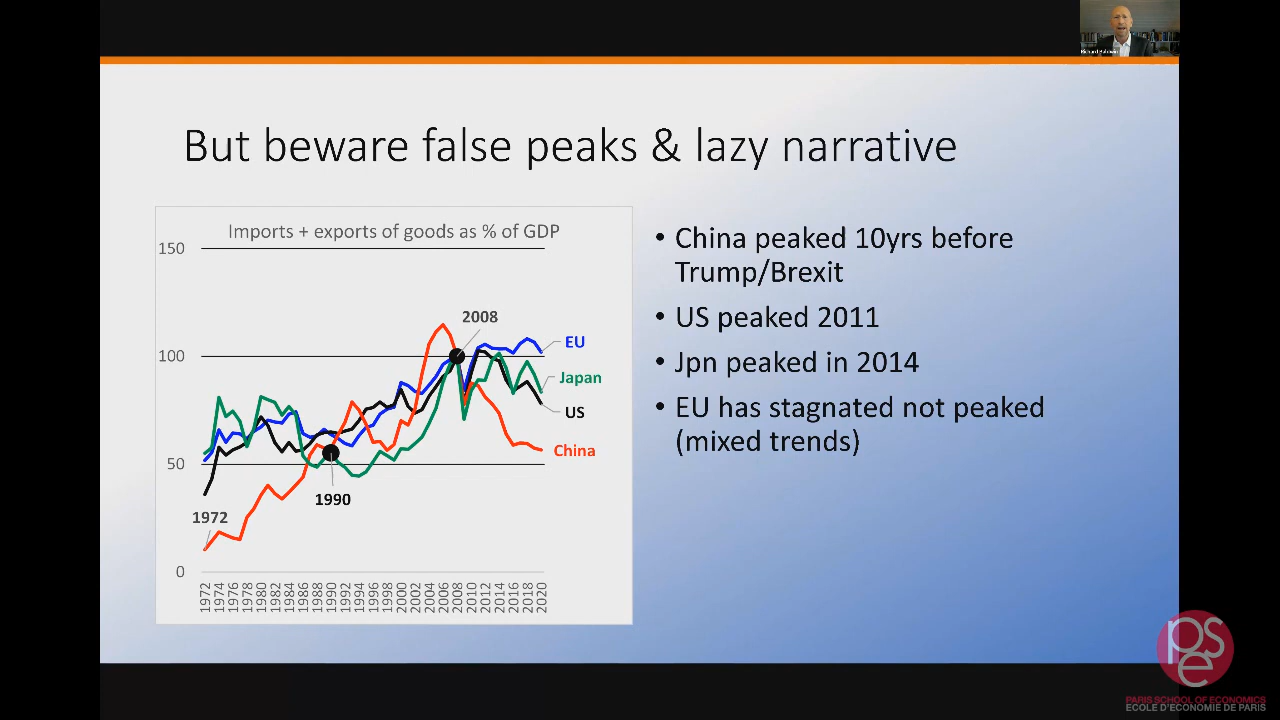 Richard Baldwin
But beware false peaks & lazy narrative
Imports + exports of goods as % of GDP
150
100
50
0
2008
EU
Japan
US
China
1990
1972
1972
1974
1976
1978
1980
1982
1984
1986
1988
1990
1992
1994
1996
1998
2000
2002
2004
2006
2008
2010
2012
2014
2016
2018
2020
• China peaked 10yrs before
Trump/Brexit
• US peaked 2011
• Jpn peaked in 2014
• EU has stagnated not peaked
(mixed trends)
pse
PARIS SCHOOL OF ECONOMICS
ECOLE D'ECONOMIE DE PARIS